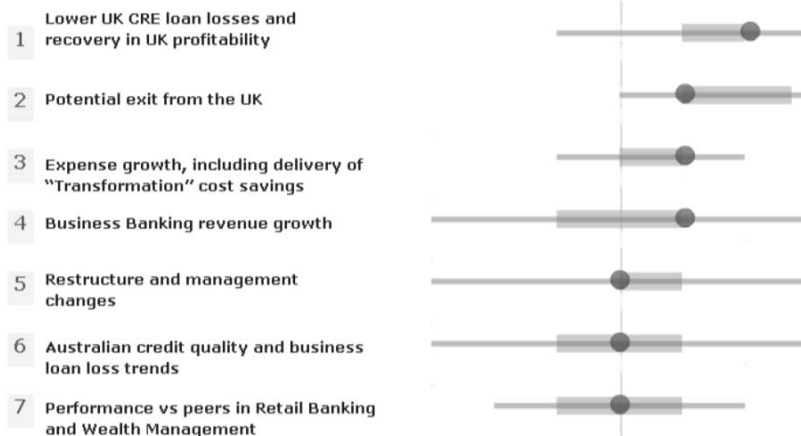 1 Lower UK CRE loan losses and
recovery in UK profitability
2 Potential exit from the UK
3 Expense growth, including delivery of
“Transformation” cost savings
4 Business Banking revenue growth
5 Restructure and management
changes
6 Australian credit quality and business
loan loss trends
7 Performance vs peers in Retail Banking
and Wealth Management